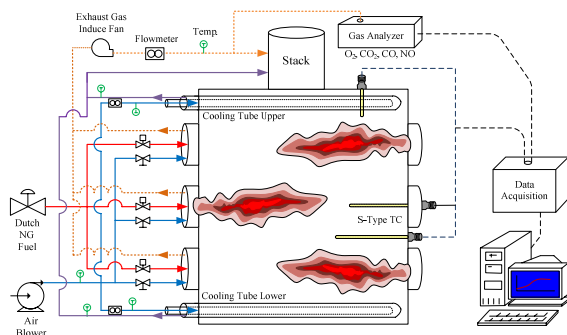 Exhaust Gas
Induce Fan
Flowmeter
Temp.
Stack
Gas Analyzer
O₂, CO₂, CO, NO
Cooling Tube Upper
S-Type TC
Data
Acquisition
Dutch
NG
Fuel
Cooling Tube Lower
Air
Blower